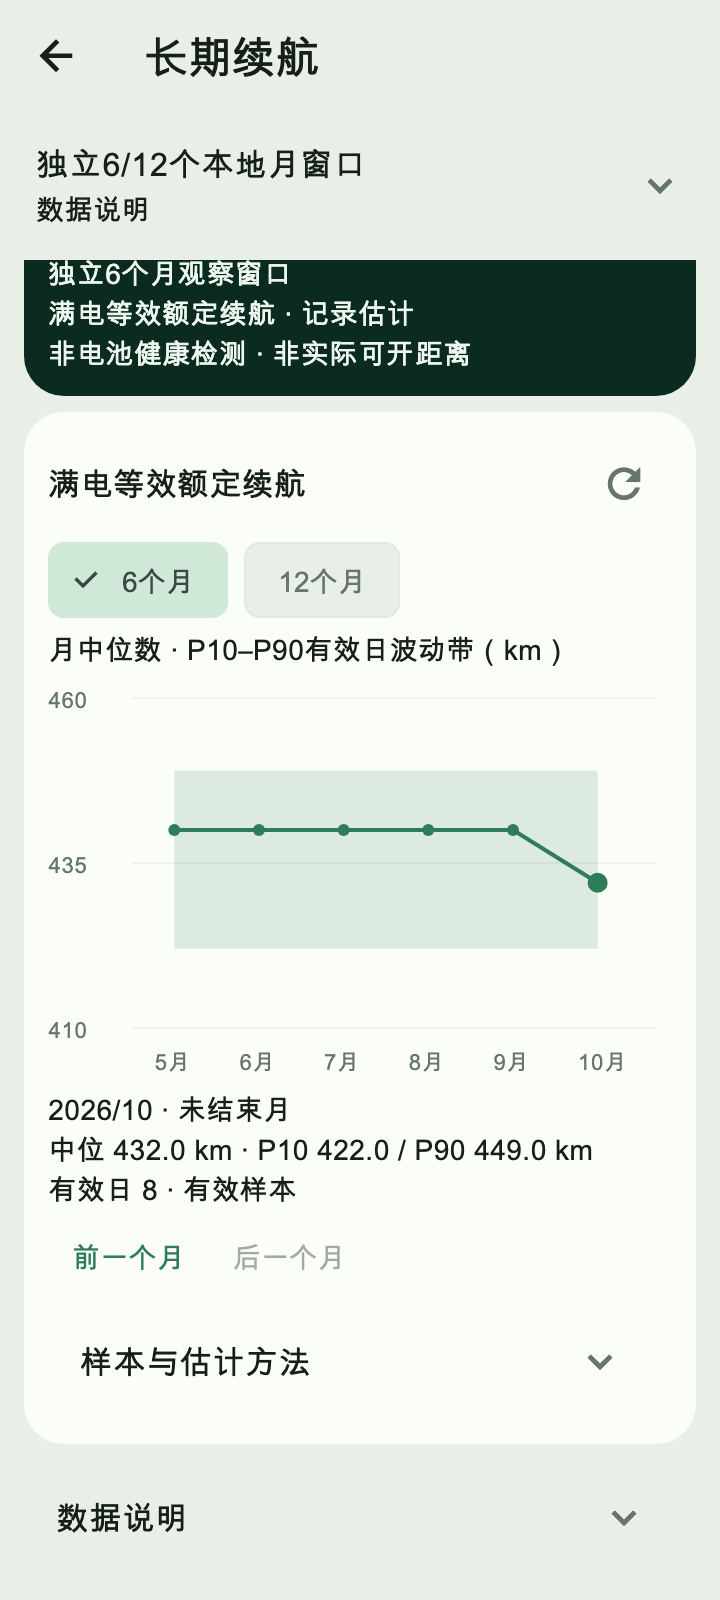 长期续航
独立6/12个本地月窗口
数据说明
独立6个月观察窗口
满电等效额定续航 · 记录估计
非电池健康检测 · 非实际可开距离
满电等效额定续航
6个月
12个月
月中位数 · P10–P90有效日波动带（km）
460
435
410
5月 6月 7月 8月 9月 10月
2026/10 · 未结束月
中位 432.0 km · P10 422.0 / P90 449.0 km
有效日 8 · 有效样本
前一个月 后一个月
样本与估计方法
数据说明